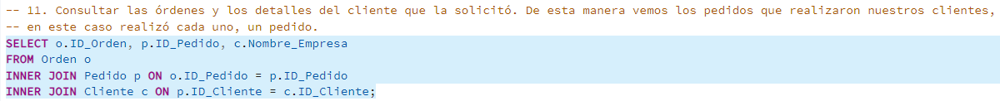 -- 11. Consultar las órdenes y los detalles del cliente que la solicitó. De esta manera vemos los pedidos que realizaron nuestros clientes,
-- en este caso realizó cada uno, un pedido.
SELECT o.ID_Orden, p.ID_Pedido, c.Nombre_Empresa
FROM Orden o
INNER JOIN Pedido p ON o.ID_Pedido = p.ID_Pedido
INNER JOIN Cliente c ON p.ID_Cliente = c.ID_Cliente;